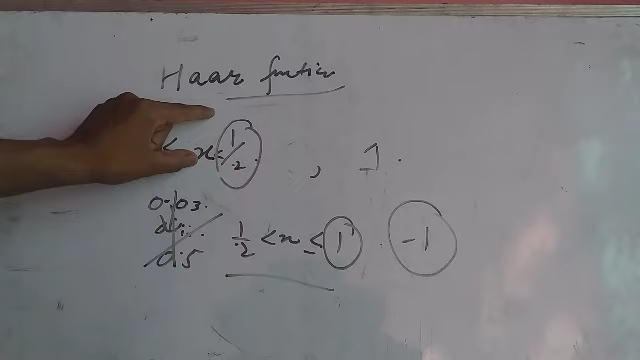 Haar function
< x ≤ 1/2 , 1.
0.03.
0.5
1/2 < x ≤ 1 . -1